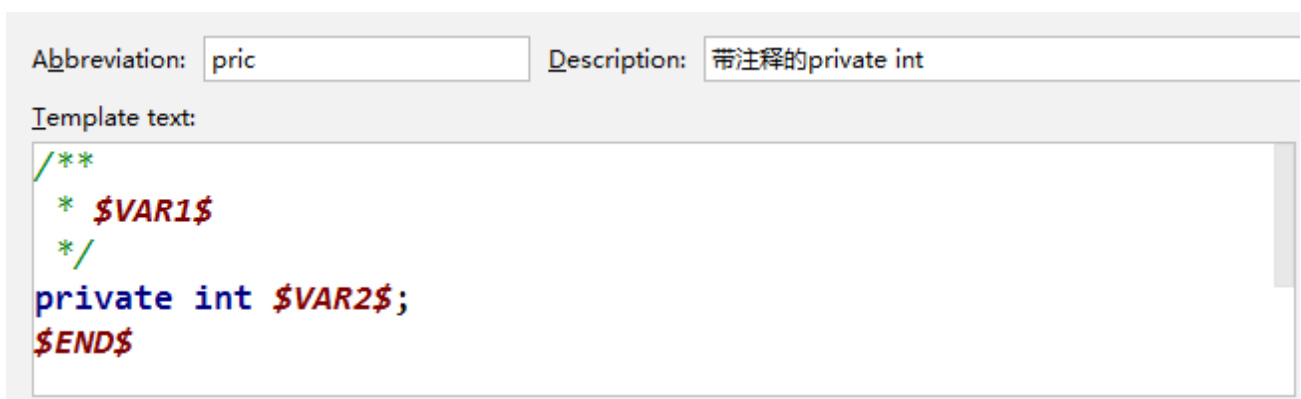 Abbreviation: pric Description: 带注释的private int
Template text:
/**
 * $VAR1$
 */
private int $VAR2$;
$END$